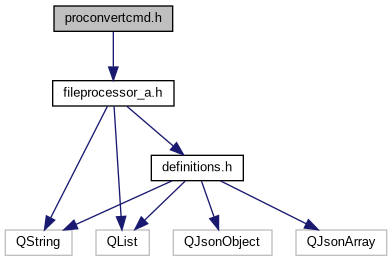 proconvertcmd.h
fileprocessor_a.h
definitions.h
QString
QList
QJsonObject
QJsonArray